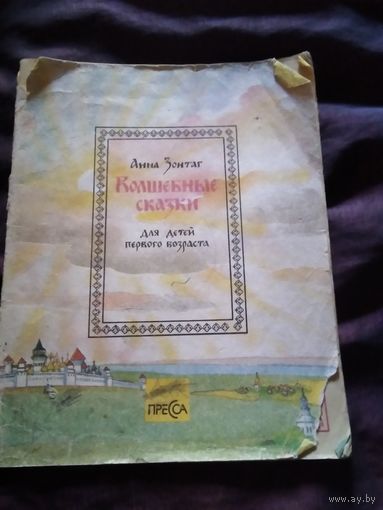 Анна Зонтаг
Волшебные
сказки
для детей
первого возраста
ПРЕССА
www.ay.by